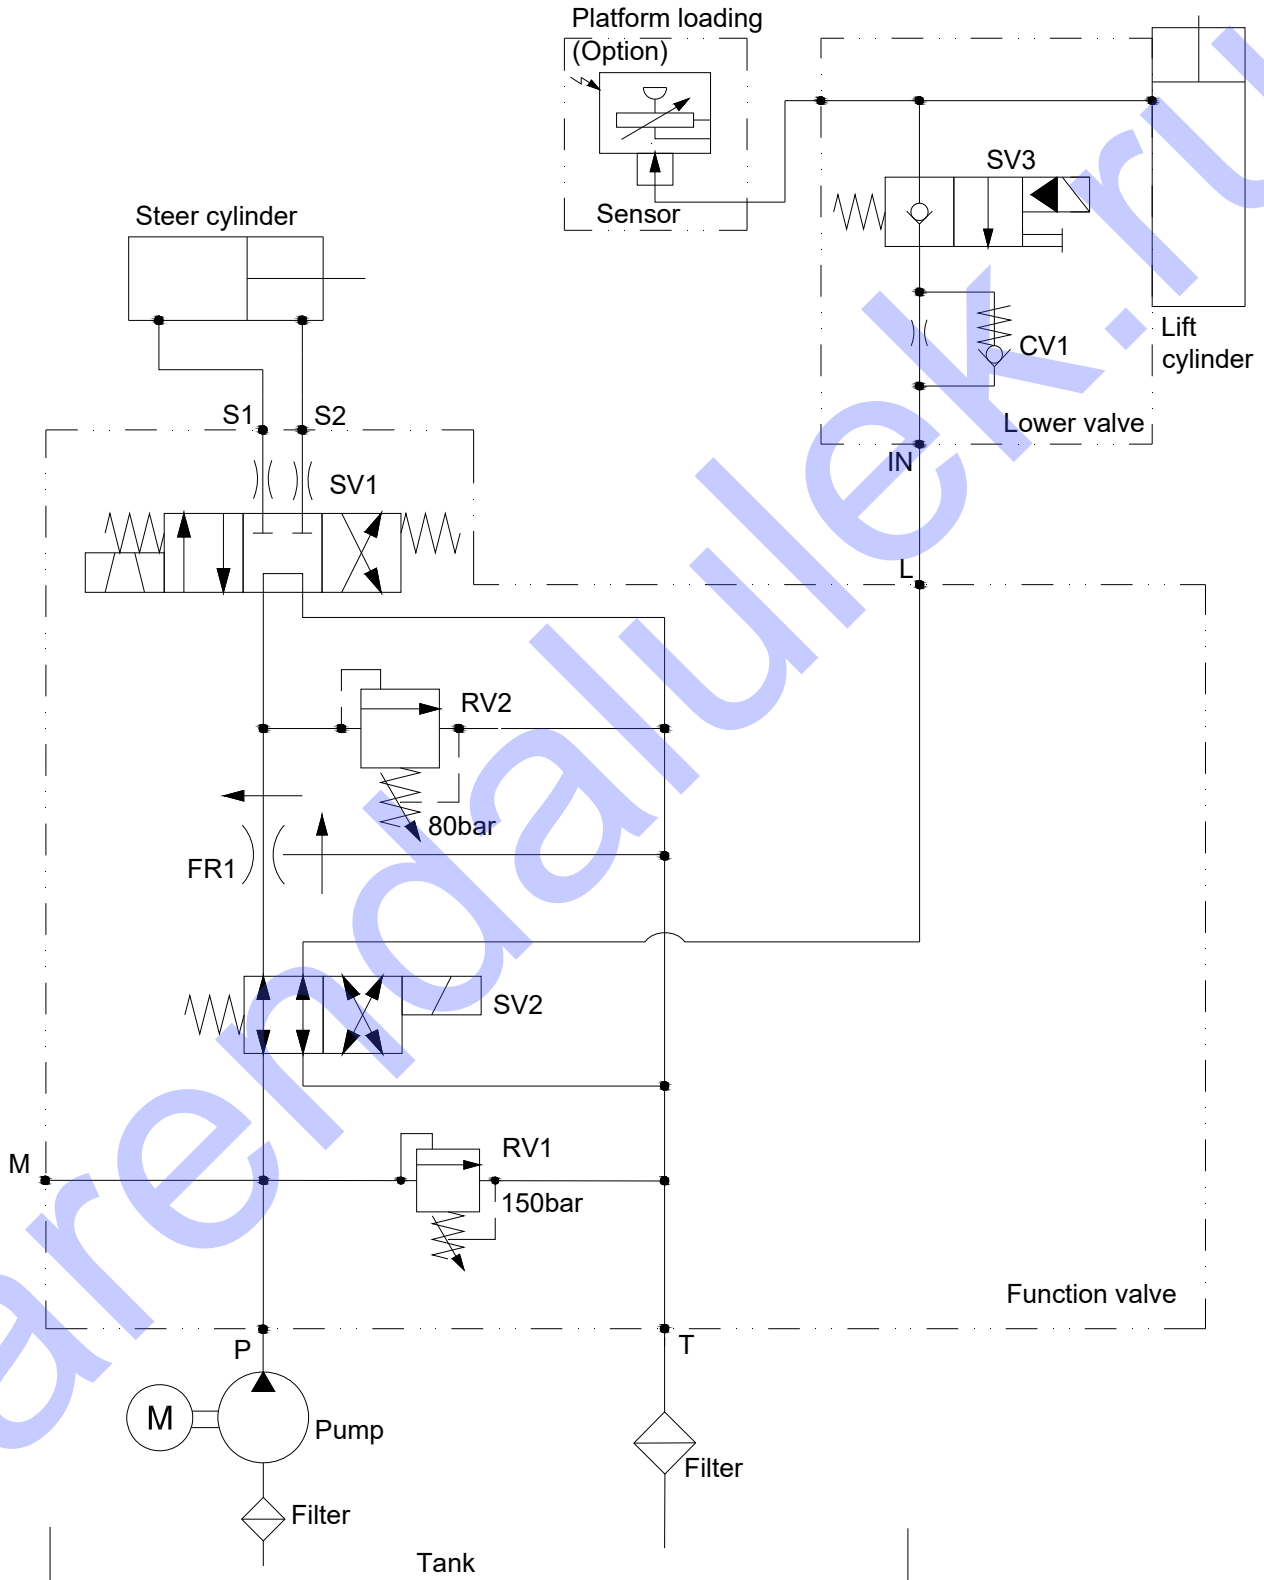 Platform loading
(Option)
Sensor
SV3
CV1
Lift
cylinder
Lower valve
IN
Steer cylinder
S1
S2
SV1
L
RV2
80bar
FR1
SV2
M
RV1
150bar
Function valve
P
T
M
Pump
Filter
Filter
Tank
arendalulek.ru